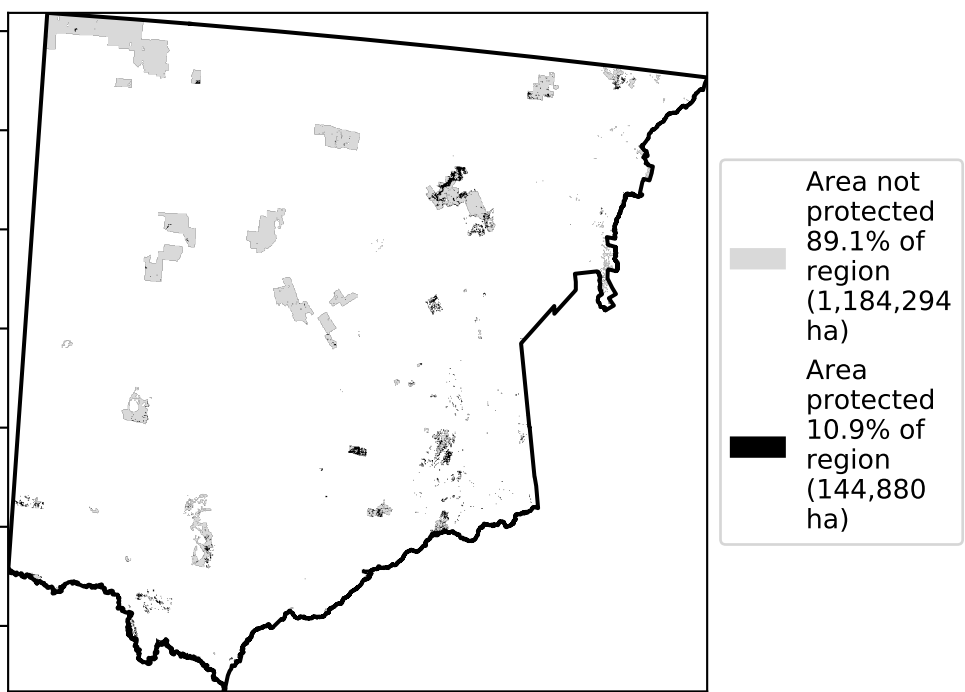 Area not
protected
89.1% of
region
(1,184,294
ha)
Area
protected
10.9% of
region
(144,880
ha)